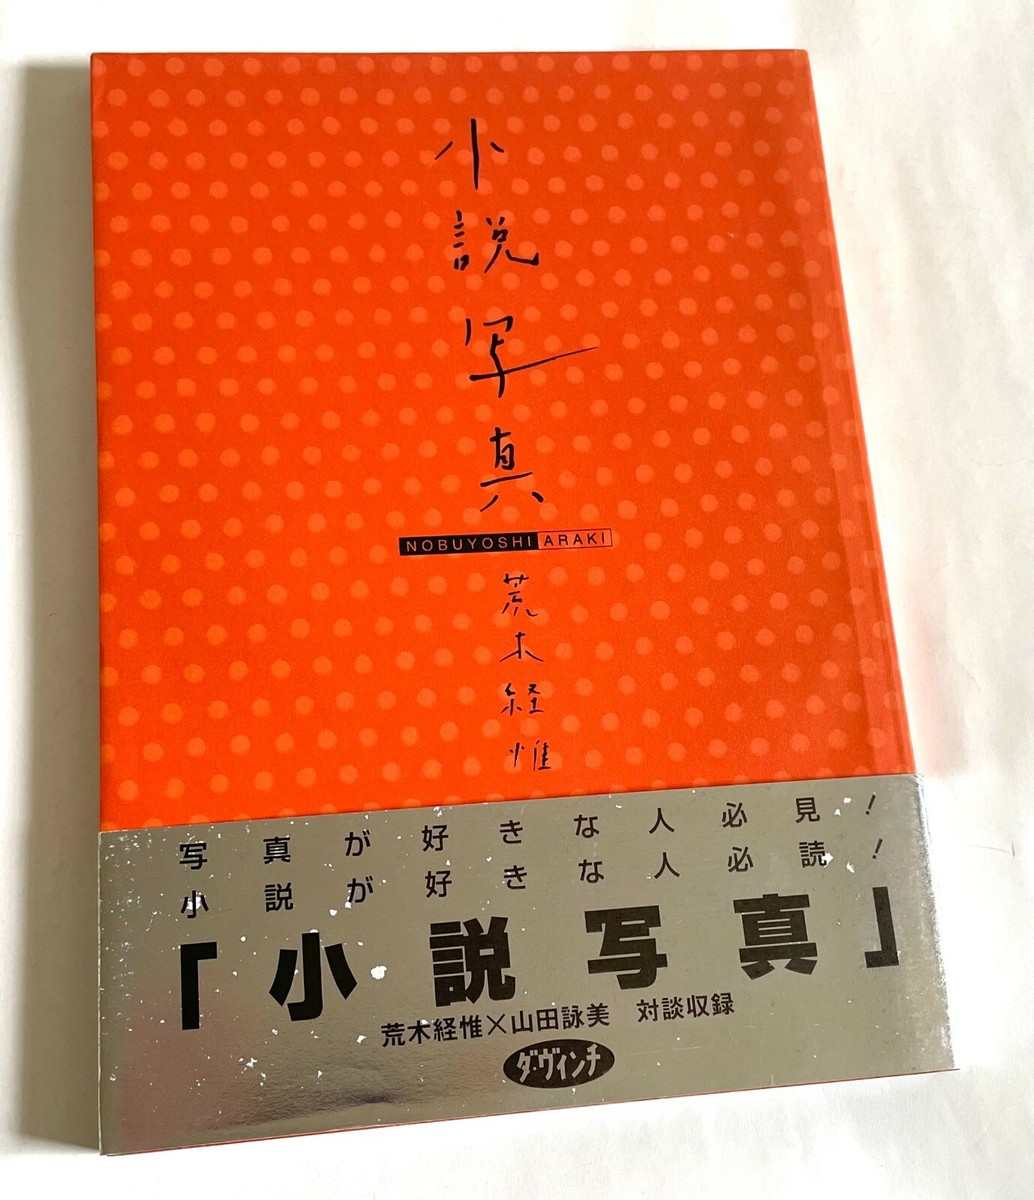 小説写真
NOBUYOSHI ARAKI
荒木経惟
写真が好きな人必見!
小説が好きな人必読!
「小説写真」
荒木経惟×山田詠美 対談収録
ダ・ヴィンチ